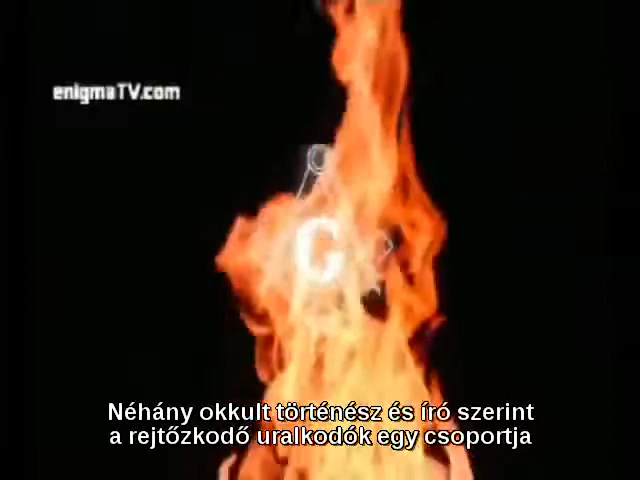 enigmaTV.com
G
Néhány okkult történész és író szerint
a rejtőzkodő uralkodók egy csoportja